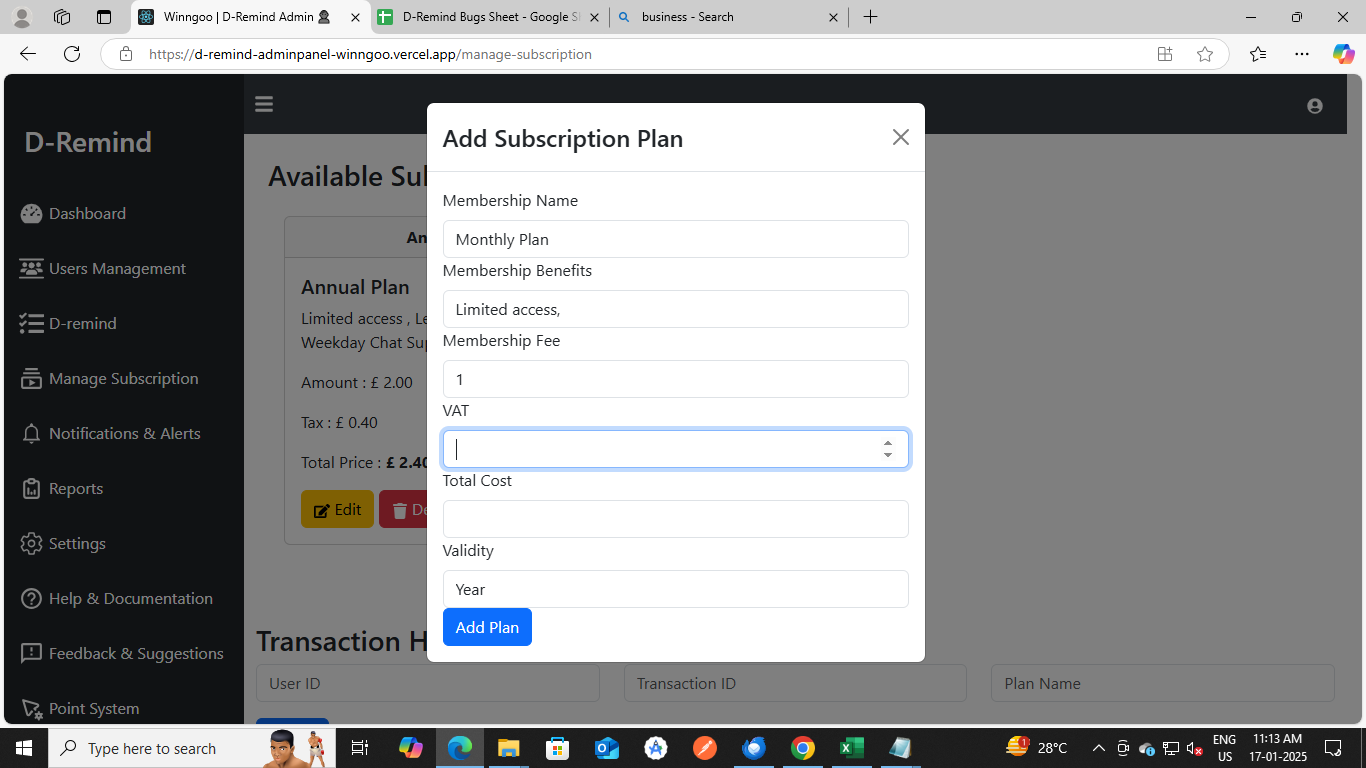 Winngoo | D-Remind Admin
D-Remind Bugs Sheet - Google S
business - Search
https://d-remind-adminpanel-winngoo.vercel.app/manage-subscription
D-Remind
Dashboard
Users Management
D-remind
Manage Subscription
Notifications & Alerts
Reports
Settings
Help & Documentation
Feedback & Suggestions
Point System
Available Su
An
Annual Plan
Limited access , Le
Weekday Chat Su
Amount : £ 2.00
Tax : £ 0.40
Total Price : £ 2.40
Edit
De
Transaction H
User ID
Transaction ID
Plan Name
Add Subscription Plan
Membership Name
Monthly Plan
Membership Benefits
Limited access,
Membership Fee
1
VAT
Total Cost
Validity
Year
Add Plan
Type here to search
1
28°C
ENG
US
11:13 AM
17-01-2025